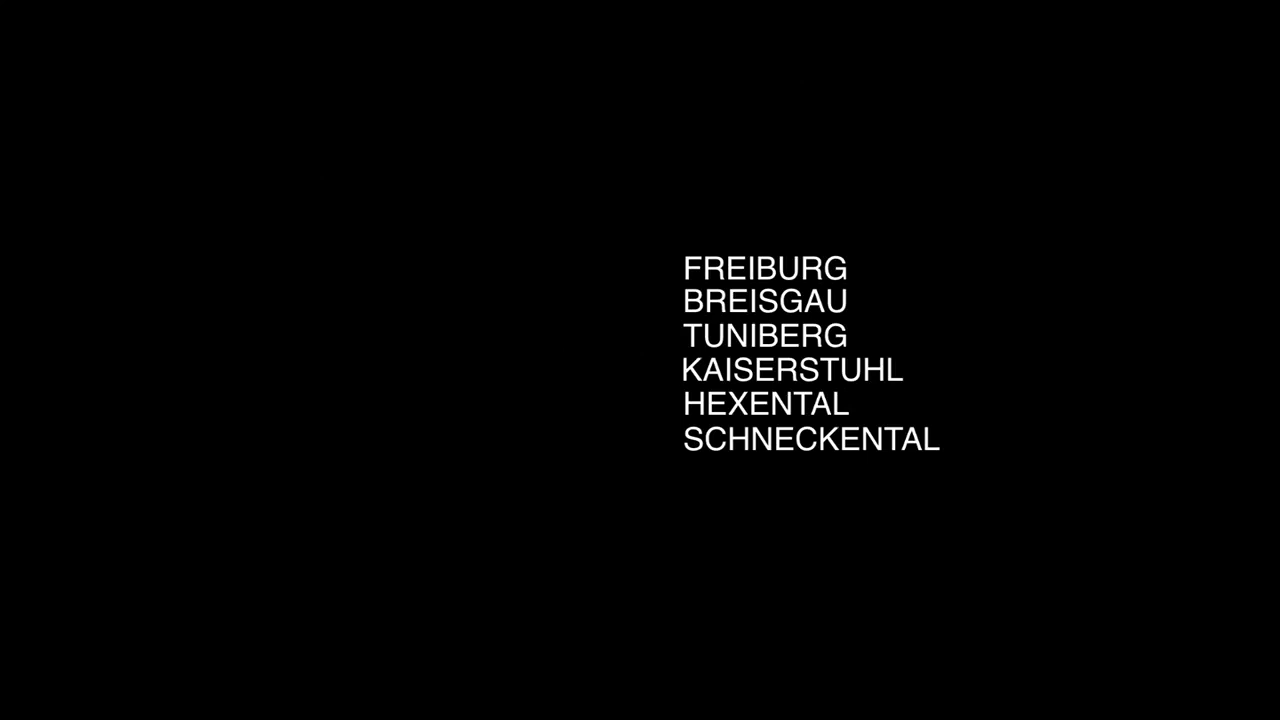 FREIBURG
BREISGAU
TUNIBERG
KAISERSTUHL
HEXENTAL
SCHNECKENTAL